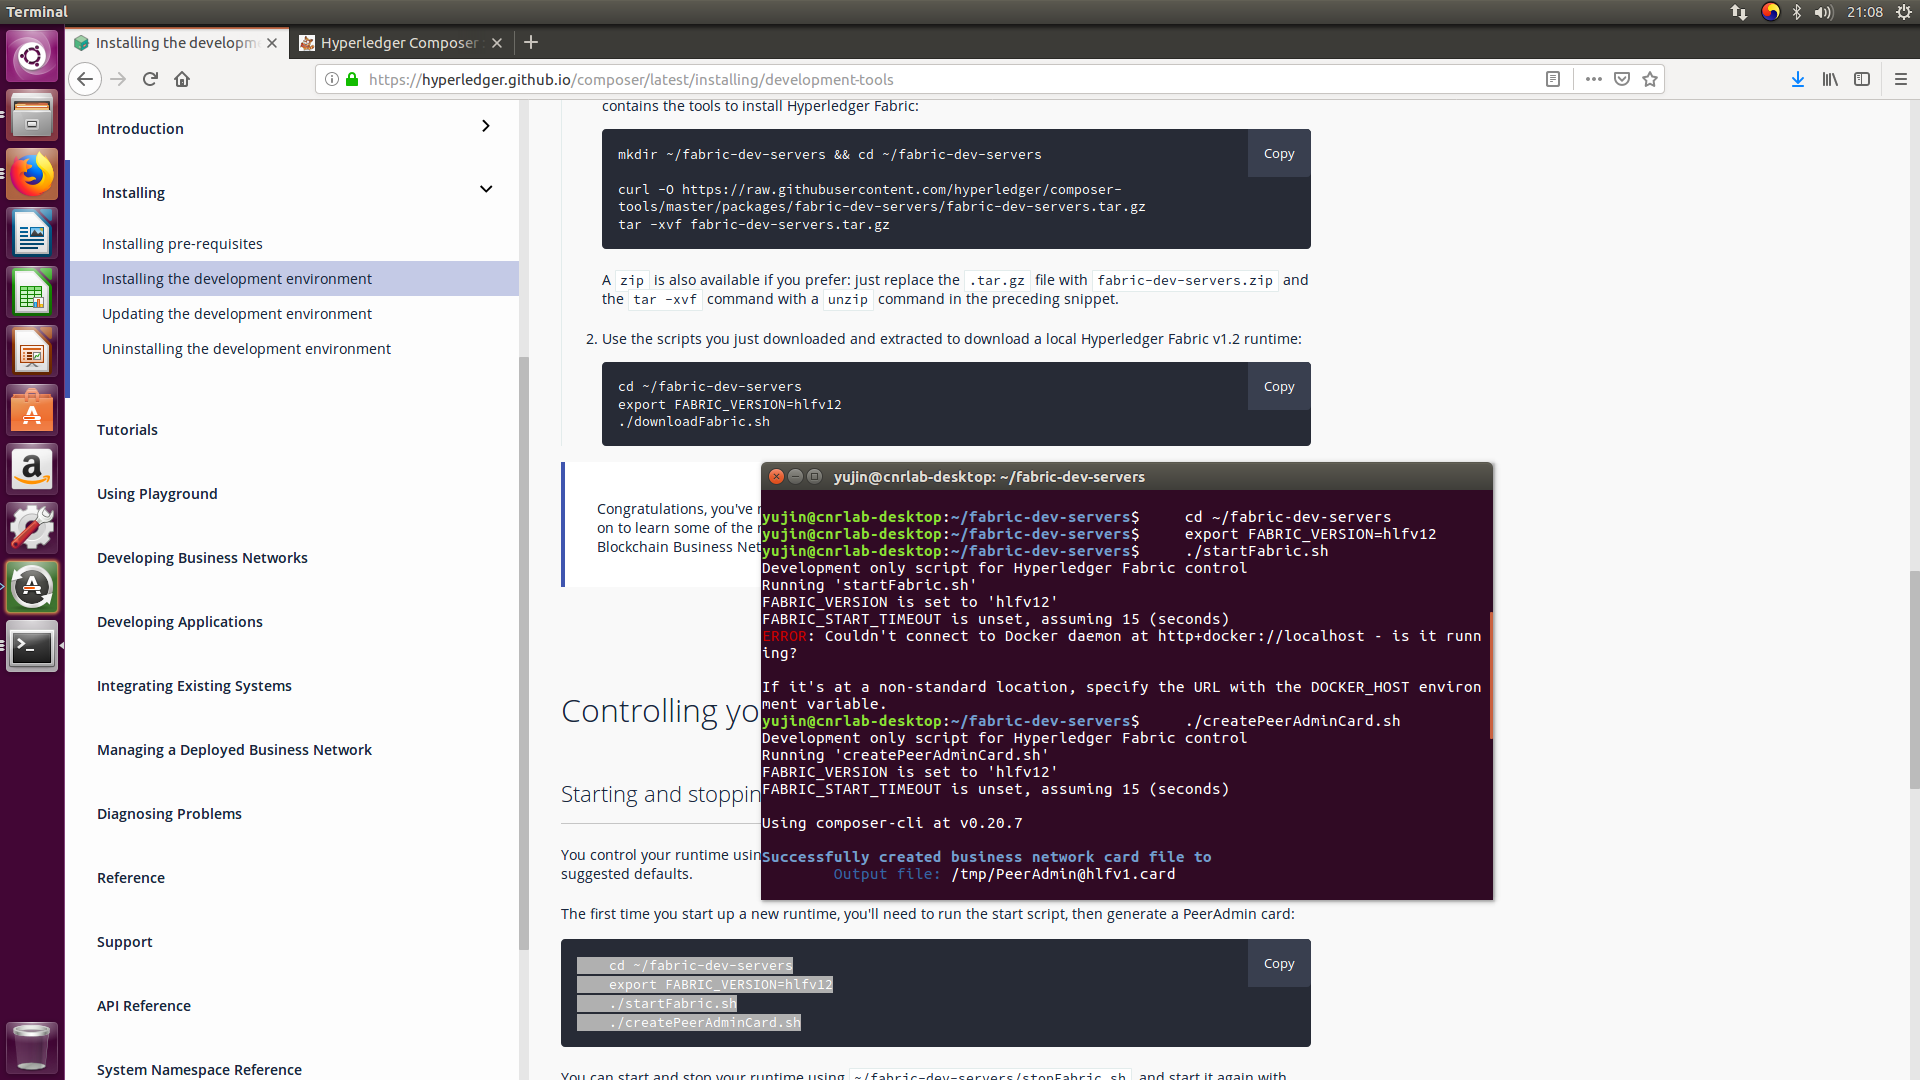 Terminal
21:08
Installing the developm
Hyperledger Composer
https://hyperledger.github.io/composer/latest/installing/development-tools
Introduction
Installing
Installing pre-requisites
Installing the development environment
Updating the development environment
Uninstalling the development environment
Tutorials
Using Playground
Developing Business Networks
Developing Applications
Integrating Existing Systems
Managing a Deployed Business Network
Diagnosing Problems
Reference
Support
API Reference
System Namespace Reference
contains the tools to install Hyperledger Fabric:
Copy
mkdir ~/fabric-dev-servers && cd ~/fabric-dev-servers
curl -O https://raw.githubusercontent.com/hyperledger/composer-
tools/master/packages/fabric-dev-servers/fabric-dev-servers.tar.gz
tar -xvf fabric-dev-servers.tar.gz
A zip is also available if you prefer: just replace the .tar.gz file with fabric-dev-servers.zip and
the tar -xvf command with a unzip command in the preceding snippet.
2. Use the scripts you just downloaded and extracted to download a local Hyperledger Fabric v1.2 runtime:
Copy
cd ~/fabric-dev-servers
export FABRIC_VERSION=hlfv12
./downloadFabric.sh
Congratulations, you've
on to learn some of the
Blockchain Business Net
Controlling yo
Starting and stoppin
You control your runtime usin
suggested defaults.
yujin@cnrlab-desktop: ~/fabric-dev-servers
yujin@cnrlab-desktop:~/fabric-dev-servers$     cd ~/fabric-dev-servers
yujin@cnrlab-desktop:~/fabric-dev-servers$     export FABRIC_VERSION=hlfv12
yujin@cnrlab-desktop:~/fabric-dev-servers$     ./startFabric.sh
Development only script for Hyperledger Fabric control
Running 'startFabric.sh'
FABRIC_VERSION is set to 'hlfv12'
FABRIC_START_TIMEOUT is unset, assuming 15 (seconds)
ERROR: Couldn't connect to Docker daemon at http+docker://localhost - is it runn
ing?
If it's at a non-standard location, specify the URL with the DOCKER_HOST environ
ment variable.
yujin@cnrlab-desktop:~/fabric-dev-servers$     ./createPeerAdminCard.sh
Development only script for Hyperledger Fabric control
Running 'createPeerAdminCard.sh'
FABRIC_VERSION is set to 'hlfv12'
FABRIC_START_TIMEOUT is unset, assuming 15 (seconds)
Using composer-cli at v0.20.7
Successfully created business network card file to
Output file: /tmp/PeerAdmin@hlfv1.card
The first time you start up a new runtime, you'll need to run the start script, then generate a PeerAdmin card:
Copy
cd ~/fabric-dev-servers
export FABRIC_VERSION=hlfv12
./startFabric.sh
./createPeerAdminCard.sh
You can start and stop your runtime using ~/fabric-dev-servers/stopFabric.sh, and start it again with